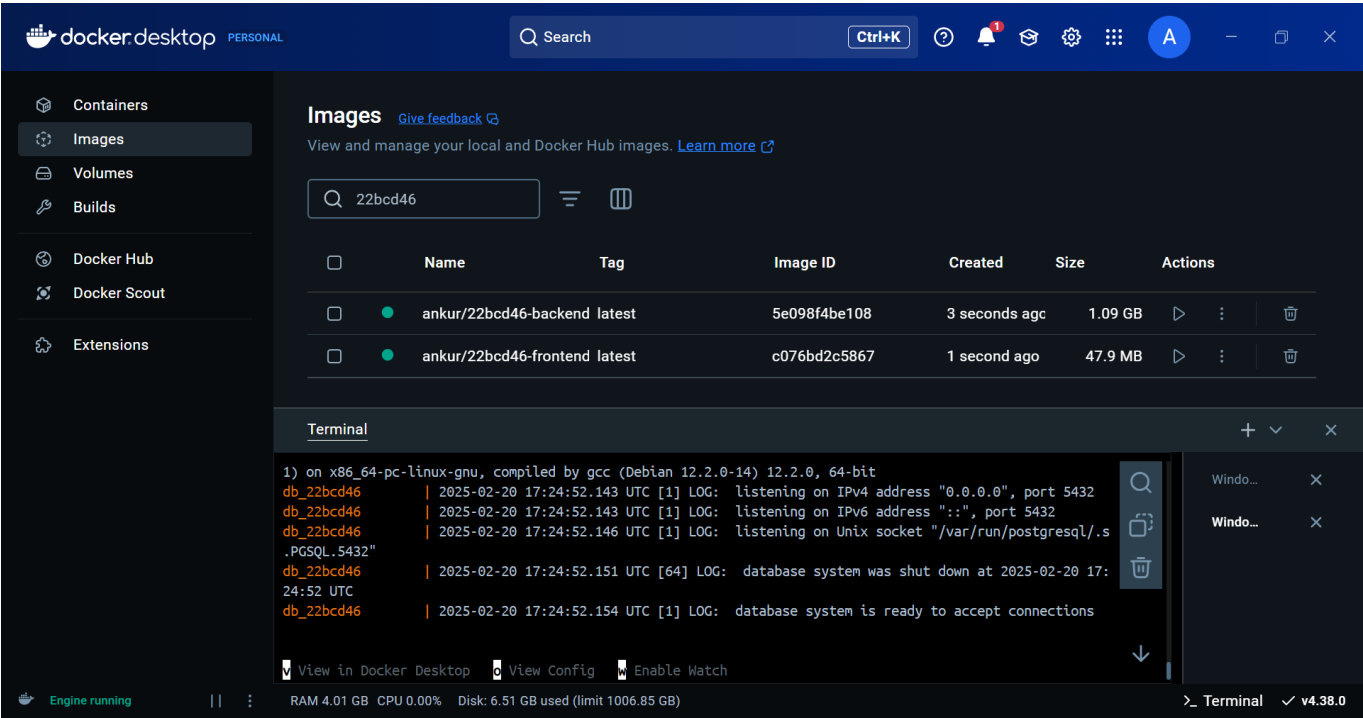 docker.desktop PERSONAL
Search
Ctrl+K
1
A
Containers
Images
Volumes
Builds
Docker Hub
Docker Scout
Extensions
Images Give feedback
View and manage your local and Docker Hub images. Learn more
22bcd46
Name Tag Image ID Created Size Actions
ankur/22bcd46-backend latest 5e098f4be108 3 seconds agc 1.09 GB
ankur/22bcd46-frontend latest c076bd2c5867 1 second ago 47.9 MB
Terminal
1) on x86_64-pc-linux-gnu, compiled by gcc (Debian 12.2.0-14) 12.2.0, 64-bit
db_22bcd46 | 2025-02-20 17:24:52.143 UTC [1] LOG: listening on IPv4 address "0.0.0.0", port 5432
db_22bcd46 | 2025-02-20 17:24:52.143 UTC [1] LOG: listening on IPv6 address "::", port 5432
db_22bcd46 | 2025-02-20 17:24:52.146 UTC [1] LOG: listening on Unix socket "/var/run/postgresql/.s
.PGSQL.5432"
db_22bcd46 | 2025-02-20 17:24:52.151 UTC [64] LOG: database system was shut down at 2025-02-20 17:
24:52 UTC
db_22bcd46 | 2025-02-20 17:24:52.154 UTC [1] LOG: database system is ready to accept connections
v View in Docker Desktop o View Config w Enable Watch
Windo...
Windo...
Engine running
RAM 4.01 GB CPU 0.00% Disk: 6.51 GB used (limit 1006.85 GB)
>_ Terminal
v4.38.0